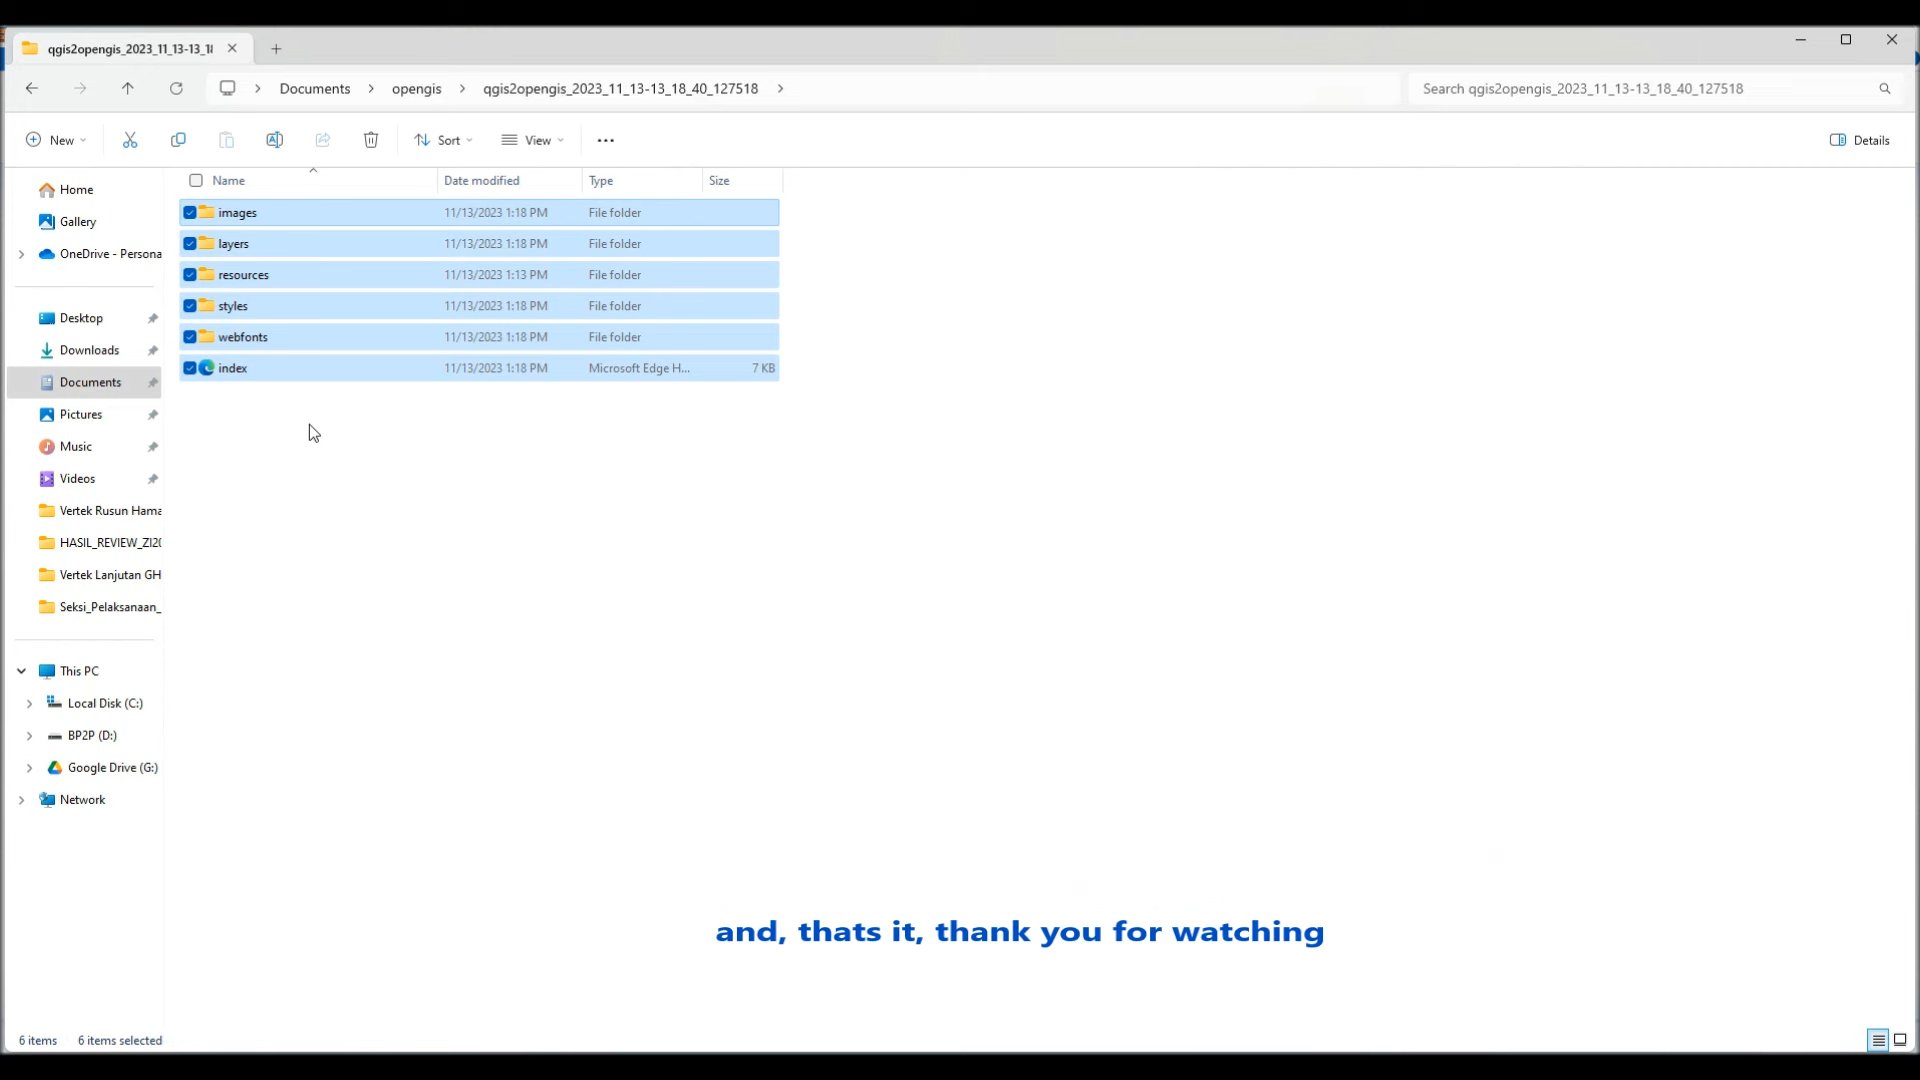 qgis2opengis_2023_11_13-13_1
Documents > opengis > qgis2opengis_2023_11_13-13_18_40_127518 >
Search qgis2opengis_2023_11_13-13_18_40_127518
New
Sort
View
Details
Name Date modified Type Size
Home
Gallery
OneDrive - Persona
Desktop
Downloads
Documents
Pictures
Music
Videos
Vertek Rusun Hama
HASIL_REVIEW_ZI20
Vertek Lanjutan GH
Seksi_Pelaksanaan_
This PC
Local Disk (C:)
BP2P (D:)
Google Drive (G:)
Network
images 11/13/2023 1:18 PM File folder
layers 11/13/2023 1:18 PM File folder
resources 11/13/2023 1:13 PM File folder
styles 11/13/2023 1:18 PM File folder
webfonts 11/13/2023 1:18 PM File folder
index 11/13/2023 1:18 PM Microsoft Edge H... 7 KB
and, thats it, thank you for watching
6 items 6 items selected